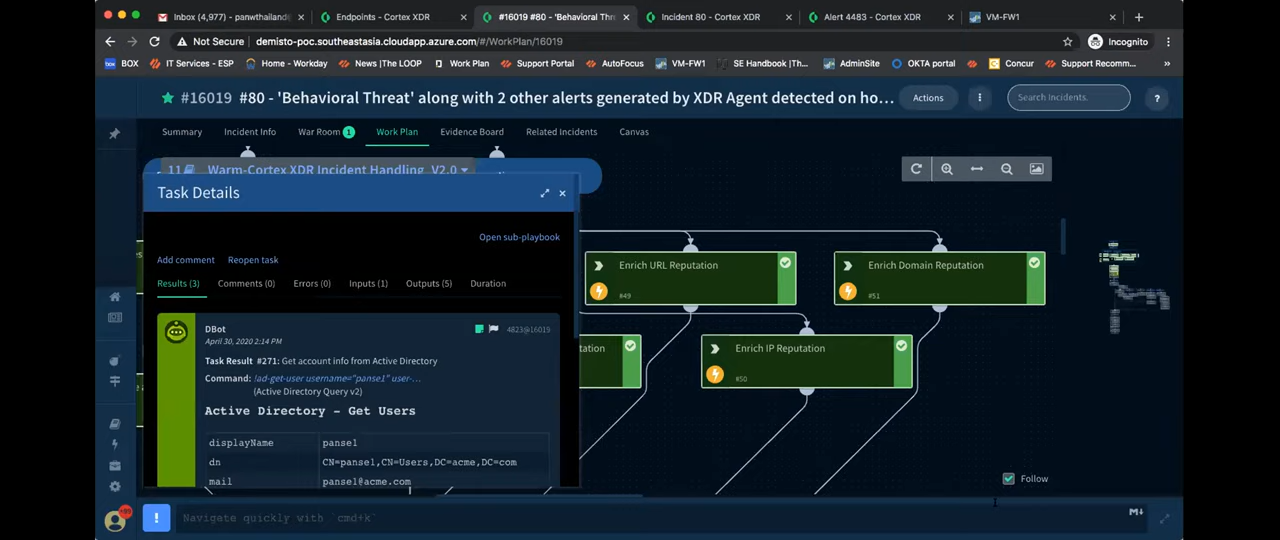 Inbox (4,977) - panwthailand
Endpoints - Cortex XDR
#16019 #80 - 'Behavioral Thr
Incident 80 - Cortex XDR
Alert 4483 - Cortex XDR
VM-FW1
Not Secure
demisto-poc.southeastasia.cloudapp.azure.com/#/WorkPlan/16019
Incognito
BOX
IT Services - ESP
Home - Workday
News |The LOOP
Work Plan
Support Portal
AutoFocus
VM-FW1
SE Handbook |Th...
AdminSite
OKTA portal
Concur
Support Recomm...
#16019 #80 - 'Behavioral Threat' along with 2 other alerts generated by XDR Agent detected on ho...
Actions
Search Incidents.
?
Summary
Incident Info
War Room 1
Work Plan
Evidence Board
Related Incidents
Canvas
11 Warm-Cortex XDR Incident Handling_V2.0
Task Details
Open sub-playbook
Add comment
Reopen task
Results (3)
Comments (0)
Errors (0)
Inputs (1)
Outputs (5)
Duration
DBot
4823@16019
April 30, 2020 2:14 PM
Task Result #271: Get account info from Active Directory
Command: !ad-get-user username="panse1" user-...
(Active Directory Query v2)
Active Directory - Get Users
displayName panse1
dn CN=panse1,CN=Users,DC=acme,DC=com
mail panse1@acme.com
Enrich URL Reputation
#49
Enrich Domain Reputation
#51
tation
Enrich IP Reputation
#50
Follow
!
Navigate quickly with `cmd+k`
M